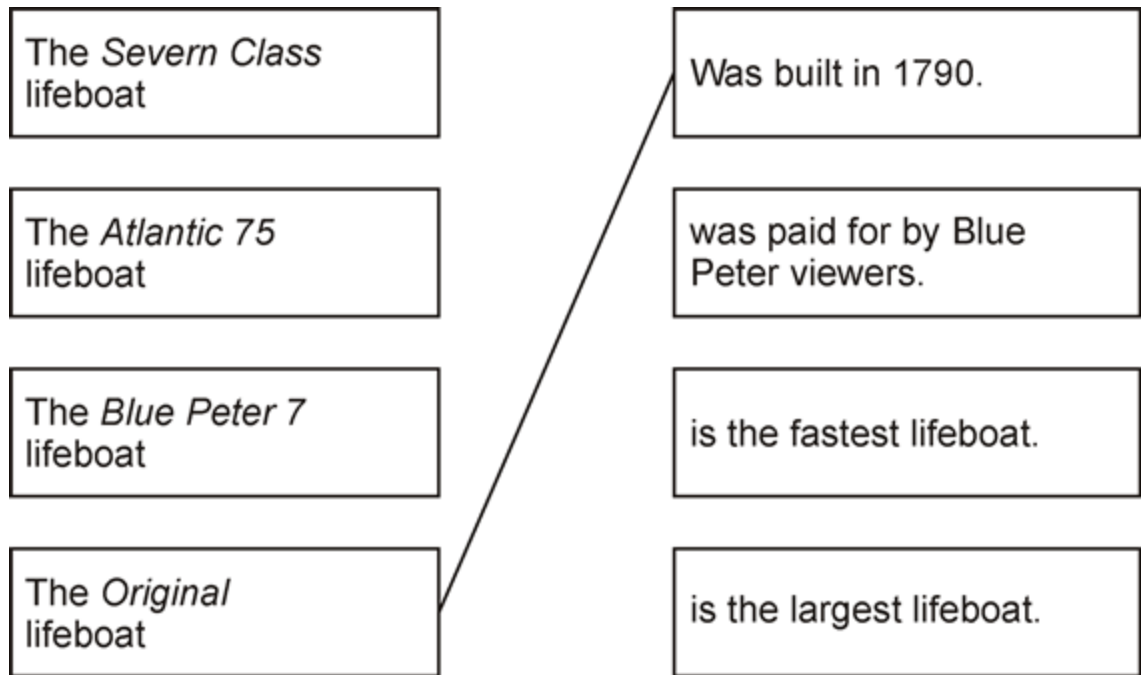 The Severn Class
lifeboat
Was built in 1790.
The Atlantic 75
lifeboat
was paid for by Blue
Peter viewers.
The Blue Peter 7
lifeboat
is the fastest lifeboat.
The Original
lifeboat
is the largest lifeboat.